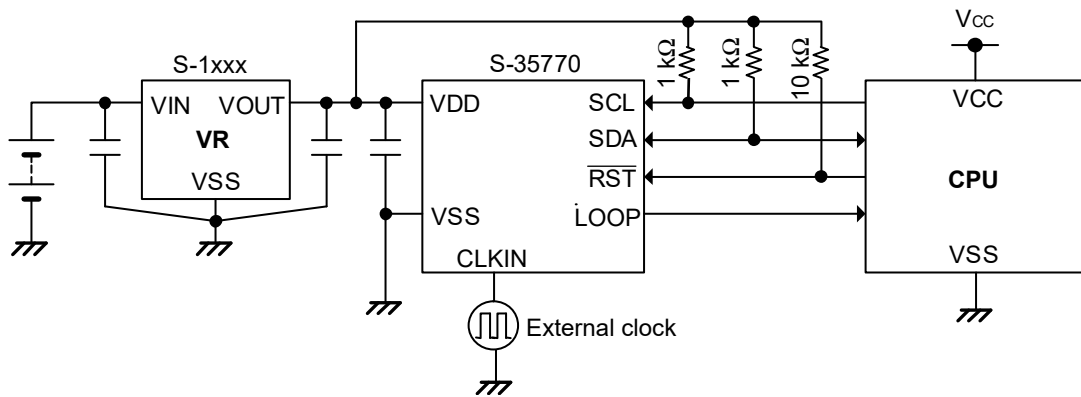 VCC
S-1xxx
S-35770
1 kΩ
1 kΩ
10 kΩ
VIN
VOUT
VR
VSS
VDD
VSS
CLKIN
SCL
SDA
RST
LOOP
VCC
CPU
VSS
External clock